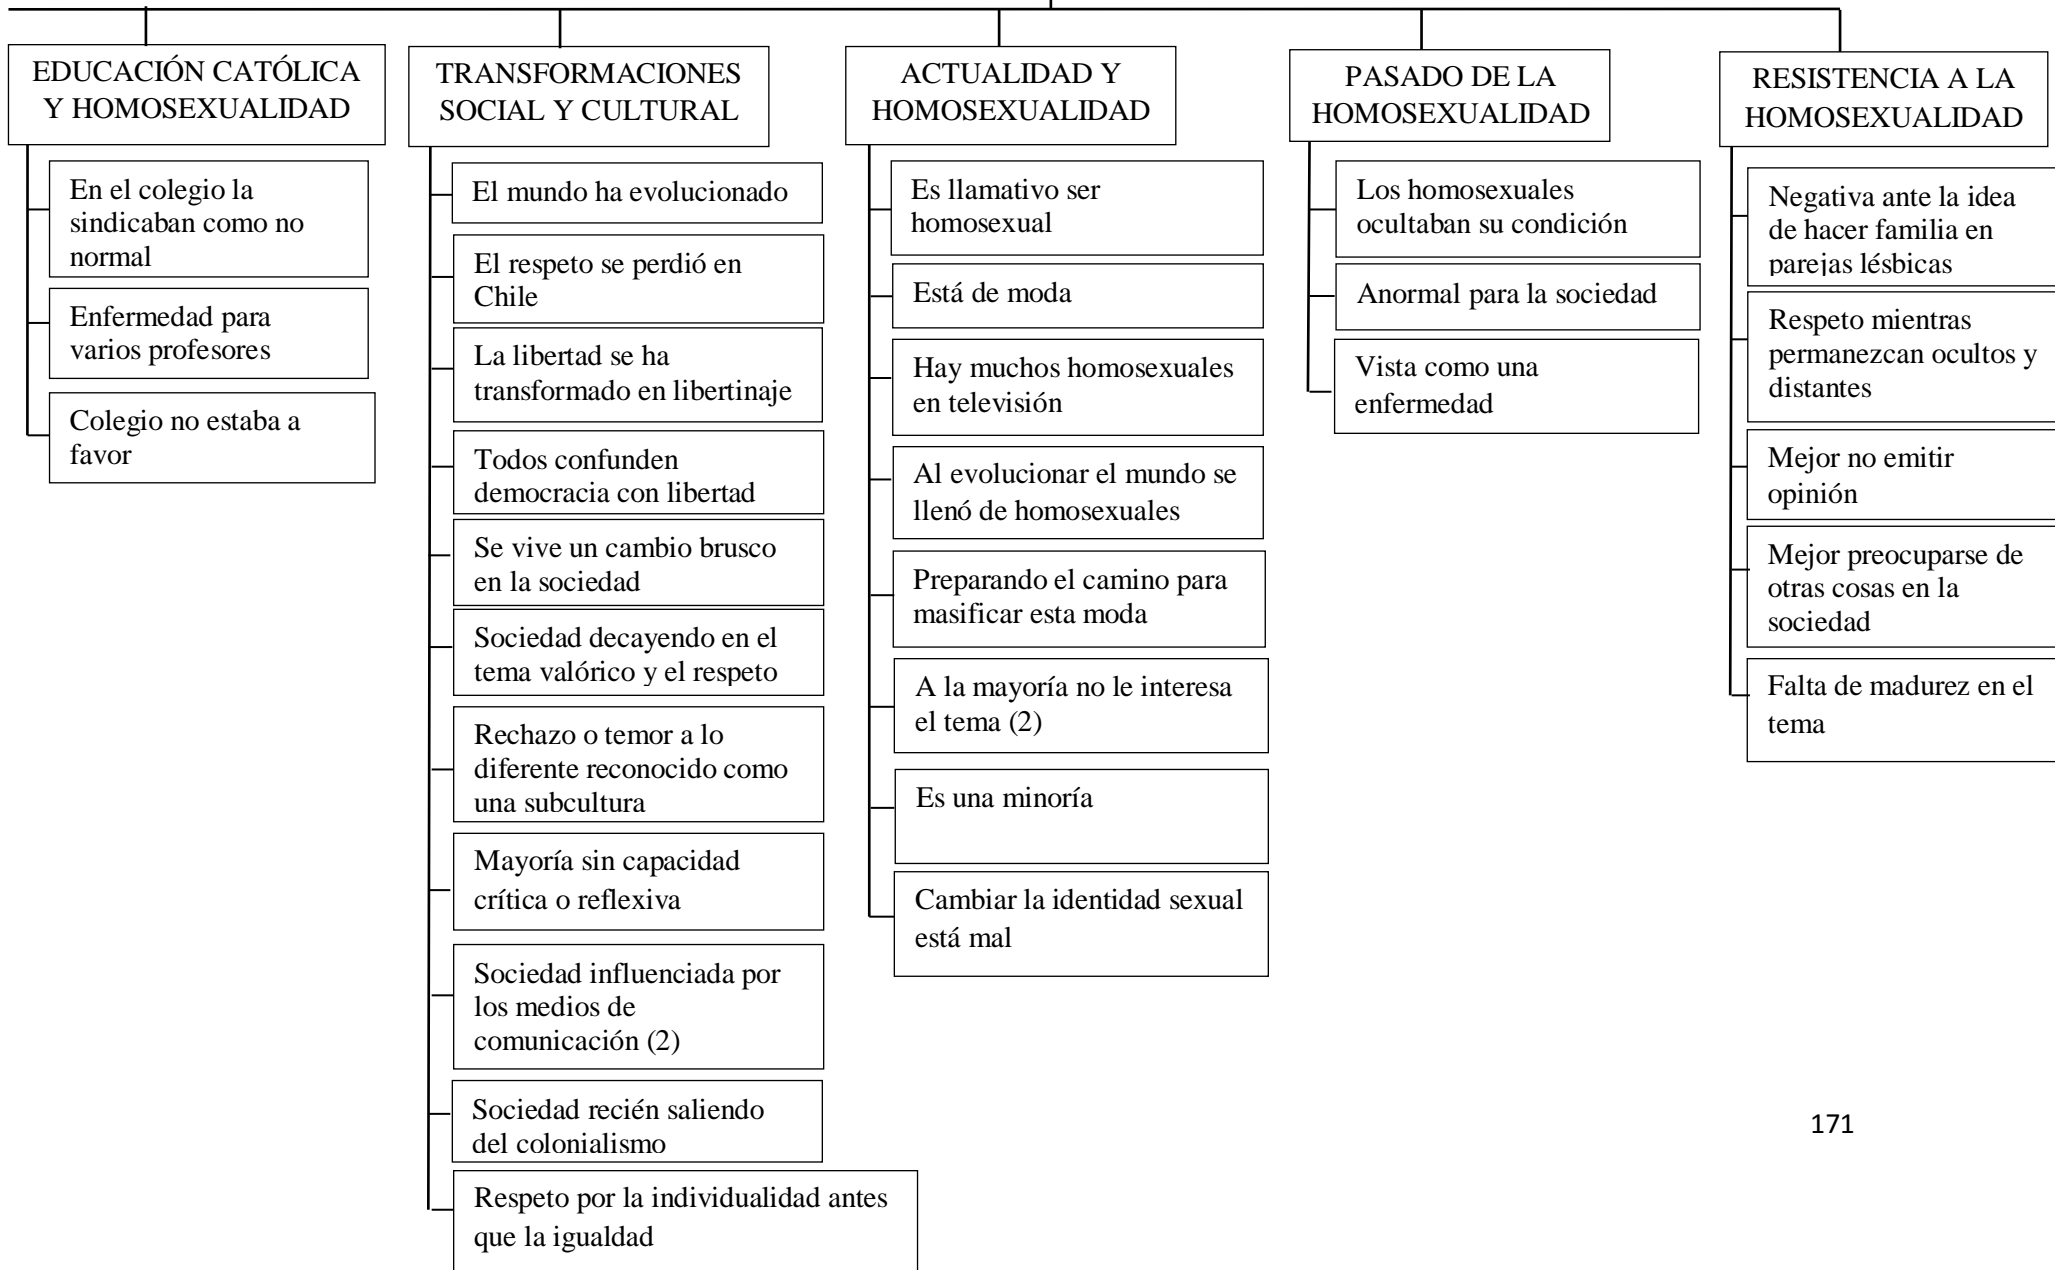 EDUCACIÓN CATÓLICA
Y HOMOSEXUALIDAD
En el colegio la
sindicaban como no
normal
Enfermedad para
varios profesores
Colegio no estaba a
favor
TRANSFORMACIONES
SOCIAL Y CULTURAL
El mundo ha evolucionado
El respeto se perdió en
Chile
La libertad se ha
transformado en libertinaje
Todos confunden
democracia con libertad
Se vive un cambio brusco
en la sociedad
Sociedad decayendo en el
tema valórico y el respeto
Rechazo o temor a lo
diferente reconocido como
una subcultura
Mayoría sin capacidad
crítica o reflexiva
Sociedad influenciada por
los medios de
comunicación (2)
Sociedad recién saliendo
del colonialismo
Respeto por la individualidad antes
que la igualdad
ACTUALIDAD Y
HOMOSEXUALIDAD
Es llamativo ser
homosexual
Está de moda
Hay muchos homosexuales
en televisión
Al evolucionar el mundo se
llenó de homosexuales
Preparando el camino para
masificar esta moda
A la mayoría no le interesa
el tema (2)
Es una minoría
Cambiar la identidad sexual
está mal
PASADO DE LA
HOMOSEXUALIDAD
Los homosexuales
ocultaban su condición
Anormal para la sociedad
Vista como una
enfermedad
RESISTENCIA A LA
HOMOSEXUALIDAD
Negativa ante la idea
de hacer familia en
parejas lésbicas
Respeto mientras
permanezcan ocultos y
distantes
Mejor no emitir
opinión
Mejor preocuparse de
otras cosas en la
sociedad
Falta de madurez en el
tema
171